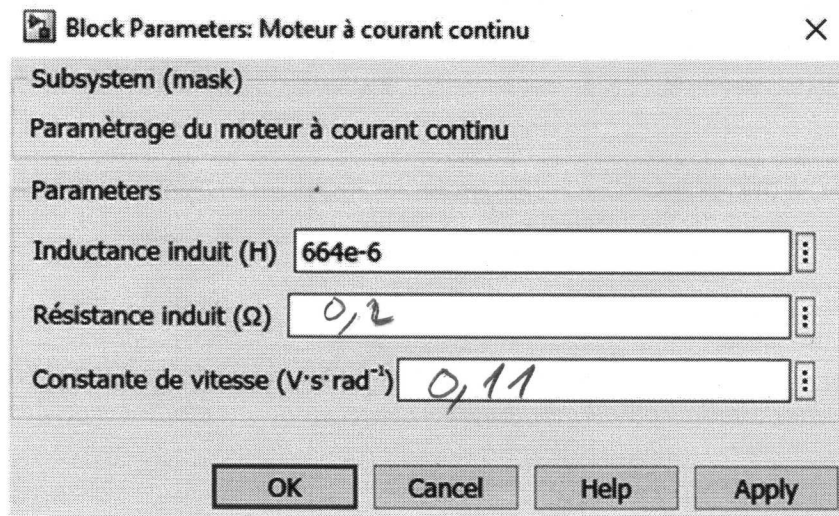 Block Parameters: Moteur à courant continu
Subsystem (mask)
Paramètrage du moteur à courant continu
Parameters
Inductance induit (H) 664e-6
Résistance induit (Ω) 0,2
Constante de vitesse (V·s·rad⁻¹) 0,11
OK Cancel Help Apply